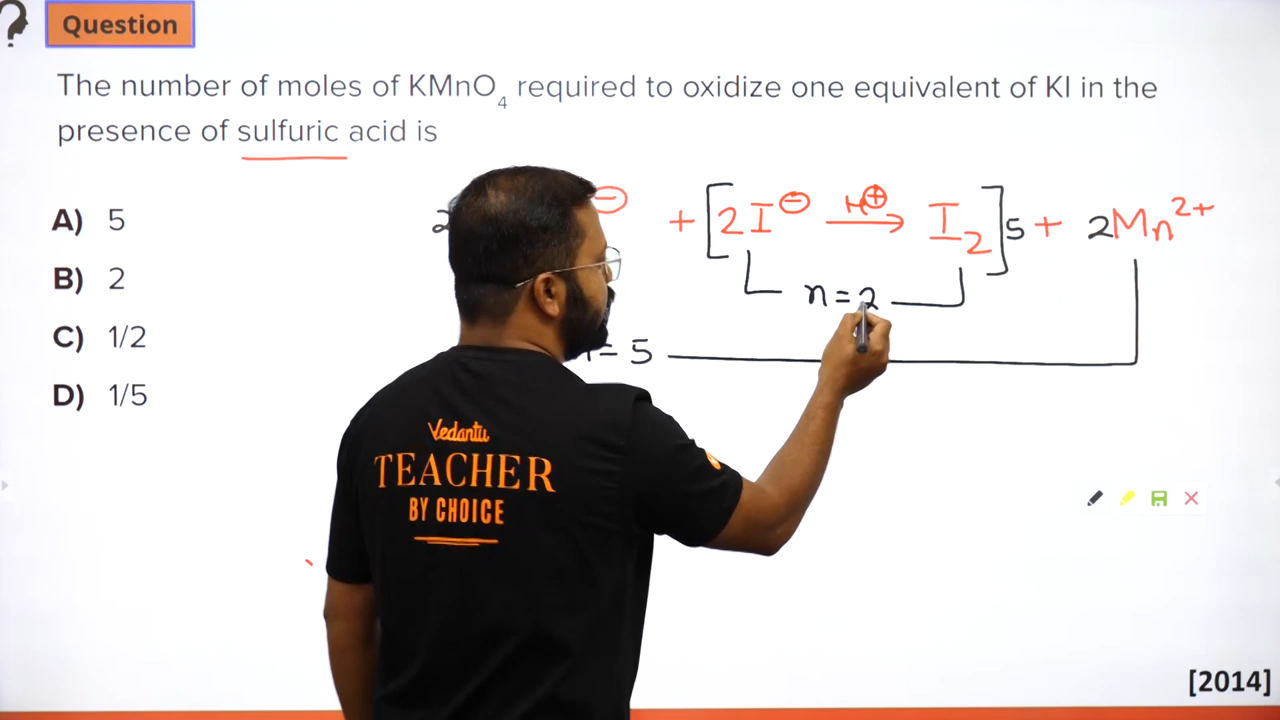 Question
The number of moles of KMnO₄ required to oxidize one equivalent of KI in the
presence of sulfuric acid is
A) 5
B) 2
C) 1/2
D) 1/5
2 ⊖ + [2I⊖ H⊕→ I₂]5 + 2Mn²⁺
n=2
= 5
Vedantu
TEACHER
BY CHOICE
[2014]